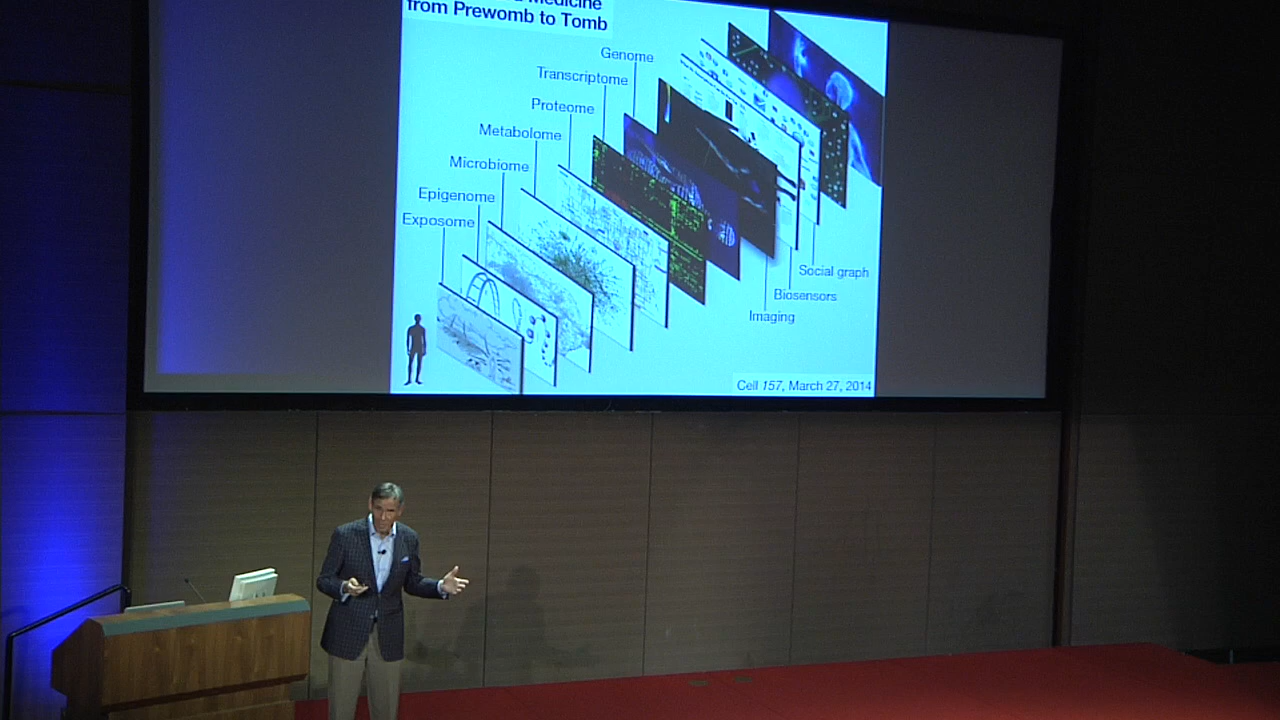 Medicine
from Prewomb to Tomb
Genome
Transcriptome
Proteome
Metabolome
Microbiome
Epigenome
Exposome
Social graph
Biosensors
Imaging
Cell 157, March 27, 2014